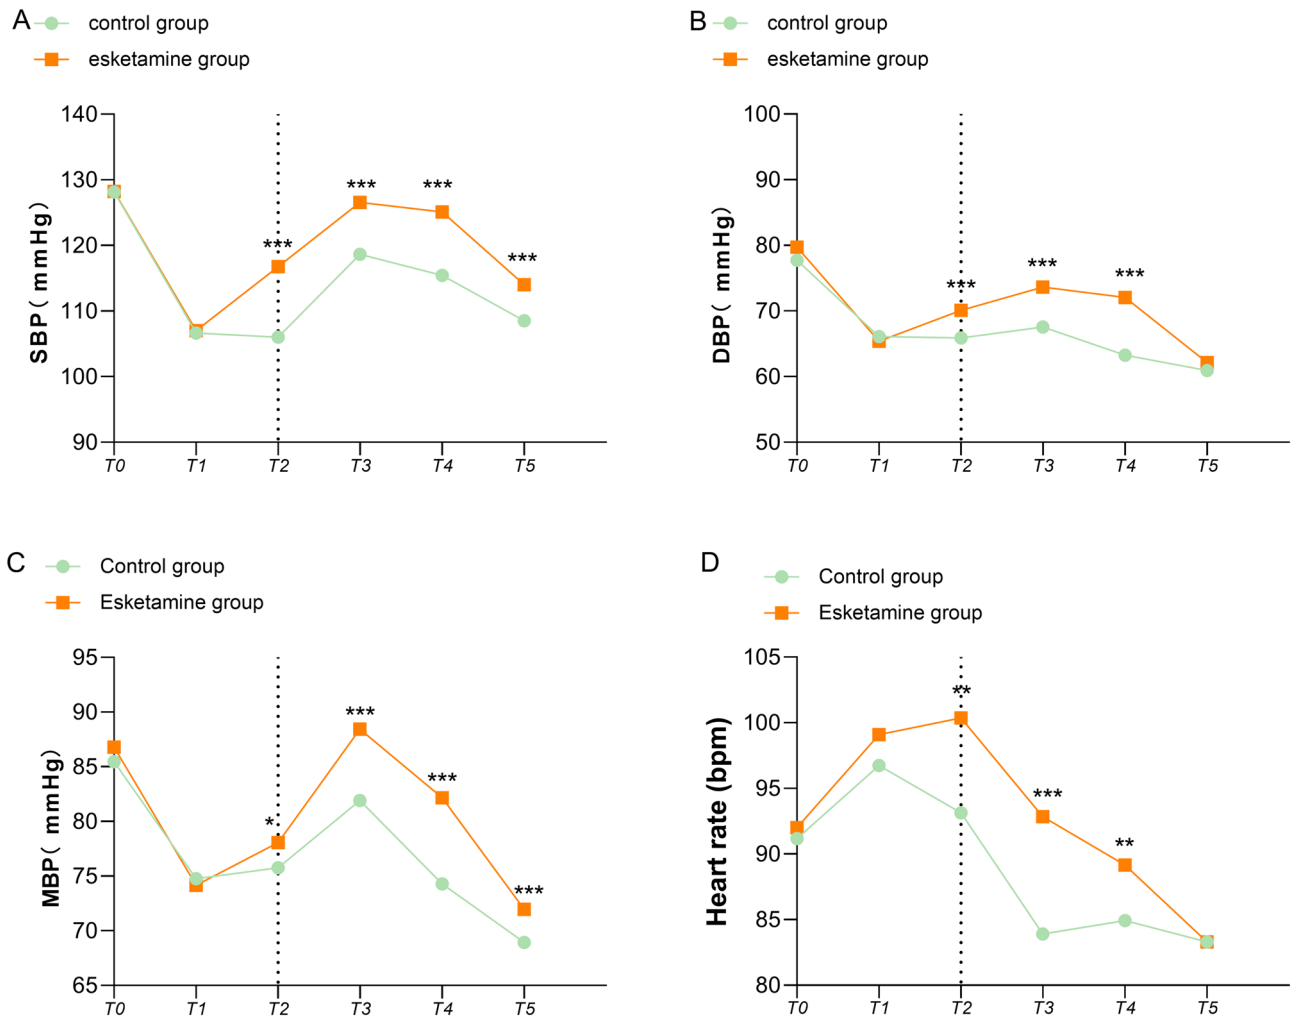 A
control group
esketamine group
140
130
120
110
100
90
SBP( mmHg)
***
***
***
***
T0 T1 T2 T3 T4 T5
B
control group
esketamine group
100
90
80
70
60
50
DBP( mmHg)
***
***
***
T0 T1 T2 T3 T4 T5
C
Control group
Esketamine group
95
90
85
80
75
70
65
MBP( mmHg)
*
***
***
***
T0 T1 T2 T3 T4 T5
D
Control group
Esketamine group
105
100
95
90
85
80
Heart rate (bpm)
**
***
**
T0 T1 T2 T3 T4 T5